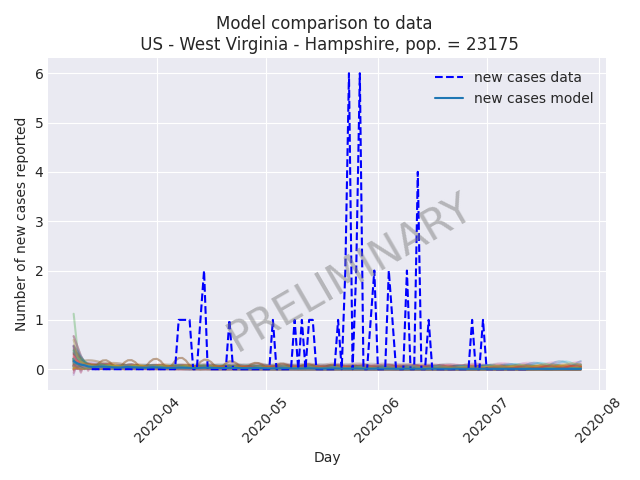 Model comparison to data
US - West Virginia - Hampshire, pop. = 23175
new cases data
new cases model
Number of new cases reported
6
5
4
3
2
1
0
PRELIMINARY
2020-04
2020-05
2020-06
2020-07
2020-08
Day